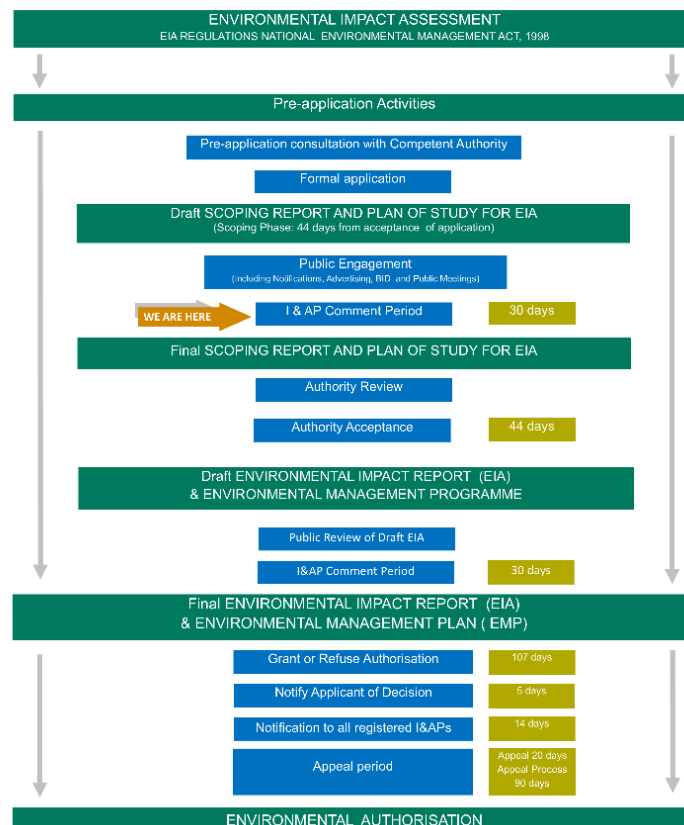 ENVIRONMENTAL IMPACT ASSESSMENT
EIA REGULATIONS NATIONAL ENVIRONMENTAL MANAGEMENT ACT, 1998
Pre-application Activities
Pre-application consultation with Competent Authority
Formal application
Draft SCOPING REPORT AND PLAN OF STUDY FOR EIA
(Scoping Phase: 44 days from acceptance of application)
Public Engagement
(including Notifications, Advertising, BID and Public Meetings)
WE ARE HERE
I & AP Comment Period
30 days
Final SCOPING REPORT AND PLAN OF STUDY FOR EIA
Authority Review
Authority Acceptance
44 days
Draft ENVIRONMENTAL IMPACT REPORT (EIA)
& ENVIRONMENTAL MANAGEMENT PROGRAMME
Public Review of Draft EIA
I&AP Comment Period
30 days
Final ENVIRONMENTAL IMPACT REPORT (EIA)
& ENVIRONMENTAL MANAGEMENT PLAN ( EMP)
Grant or Refuse Authorisation
107 days
Notify Applicant of Decision
5 days
Notification to all registered I&APs
14 days
Appeal period
Appeal 20 days
Appeal Process
90 days
ENVIRONMENTAL AUTHORISATION